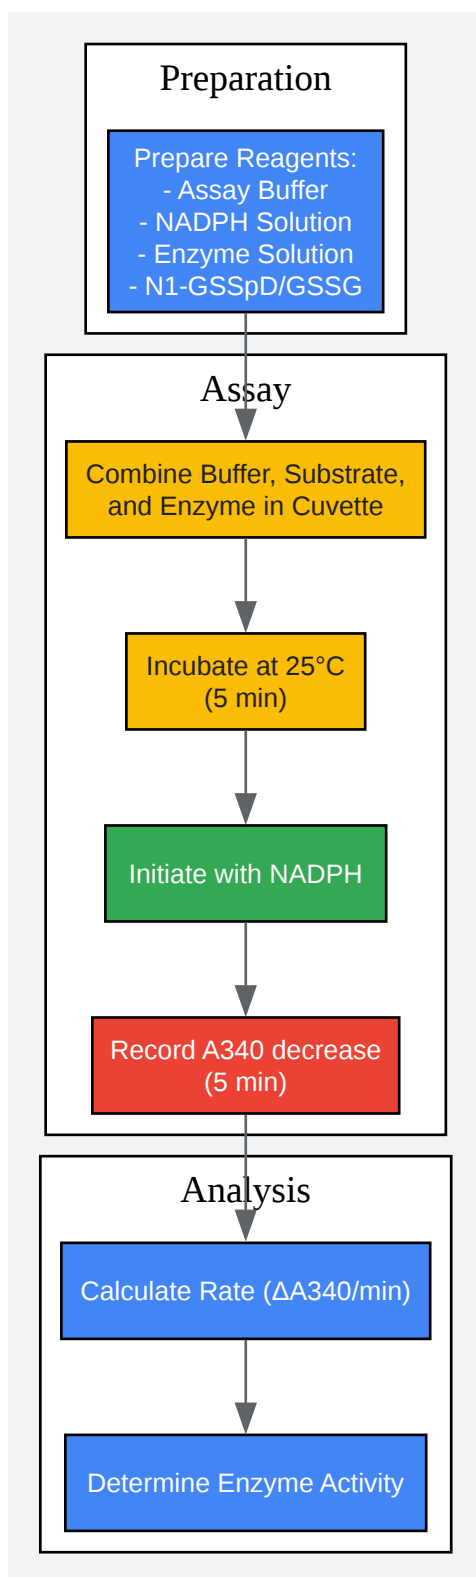 Preparation
Prepare Reagents:
- Assay Buffer
- NADPH Solution
- Enzyme Solution
- N1-GSSpD/GSSG
Assay
Combine Buffer, Substrate,
and Enzyme in Cuvette
Incubate at 25°C
(5 min)
Initiate with NADPH
Record A340 decrease
(5 min)
Analysis
Calculate Rate (ΔA340/min)
Determine Enzyme Activity